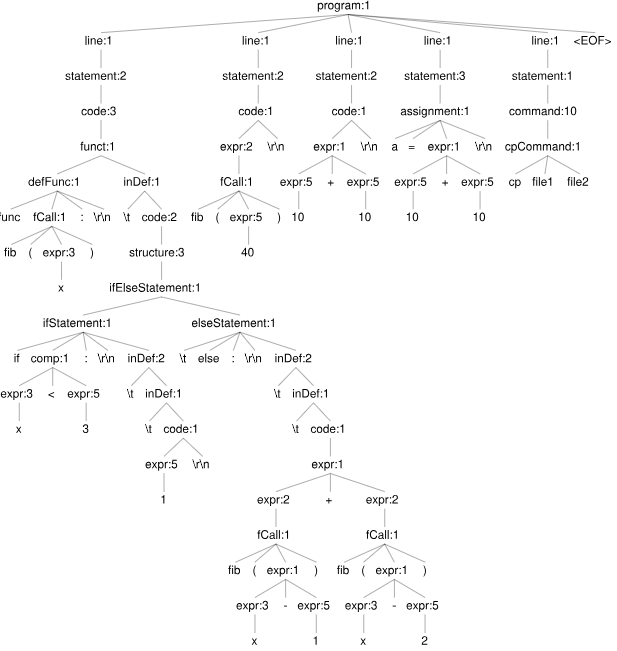 program:1
line:1 line:1 line:1 line:1 line:1 <EOF>
statement:2 statement:2 statement:2 statement:3 statement:1
code:3 code:1 code:1 assignment:1 command:10
funct:1 expr:2 \r\n expr:1 \r\n a = expr:1 \r\n cpCommand:1
defFunc:1 inDef:1 fCall:1 expr:5 + expr:5 expr:5 + expr:5 cp file1 file2
func fCall:1 : \r\n \t code:2 fib ( expr:5 ) 10 10 10 10
fib ( expr:3 ) structure:3 40
x ifElseStatement:1
ifStatement:1 elseStatement:1
if comp:1 : \r\n inDef:2 \t else : \r\n inDef:2
expr:3 < expr:5 \t inDef:1 \t inDef:1
x 3 \t code:1 \t code:1
expr:5 \r\n expr:1
1 expr:2 + expr:2
fCall:1 fCall:1
fib ( expr:1 ) fib ( expr:1 )
expr:3 - expr:5 expr:3 - expr:5
x 1 x 2